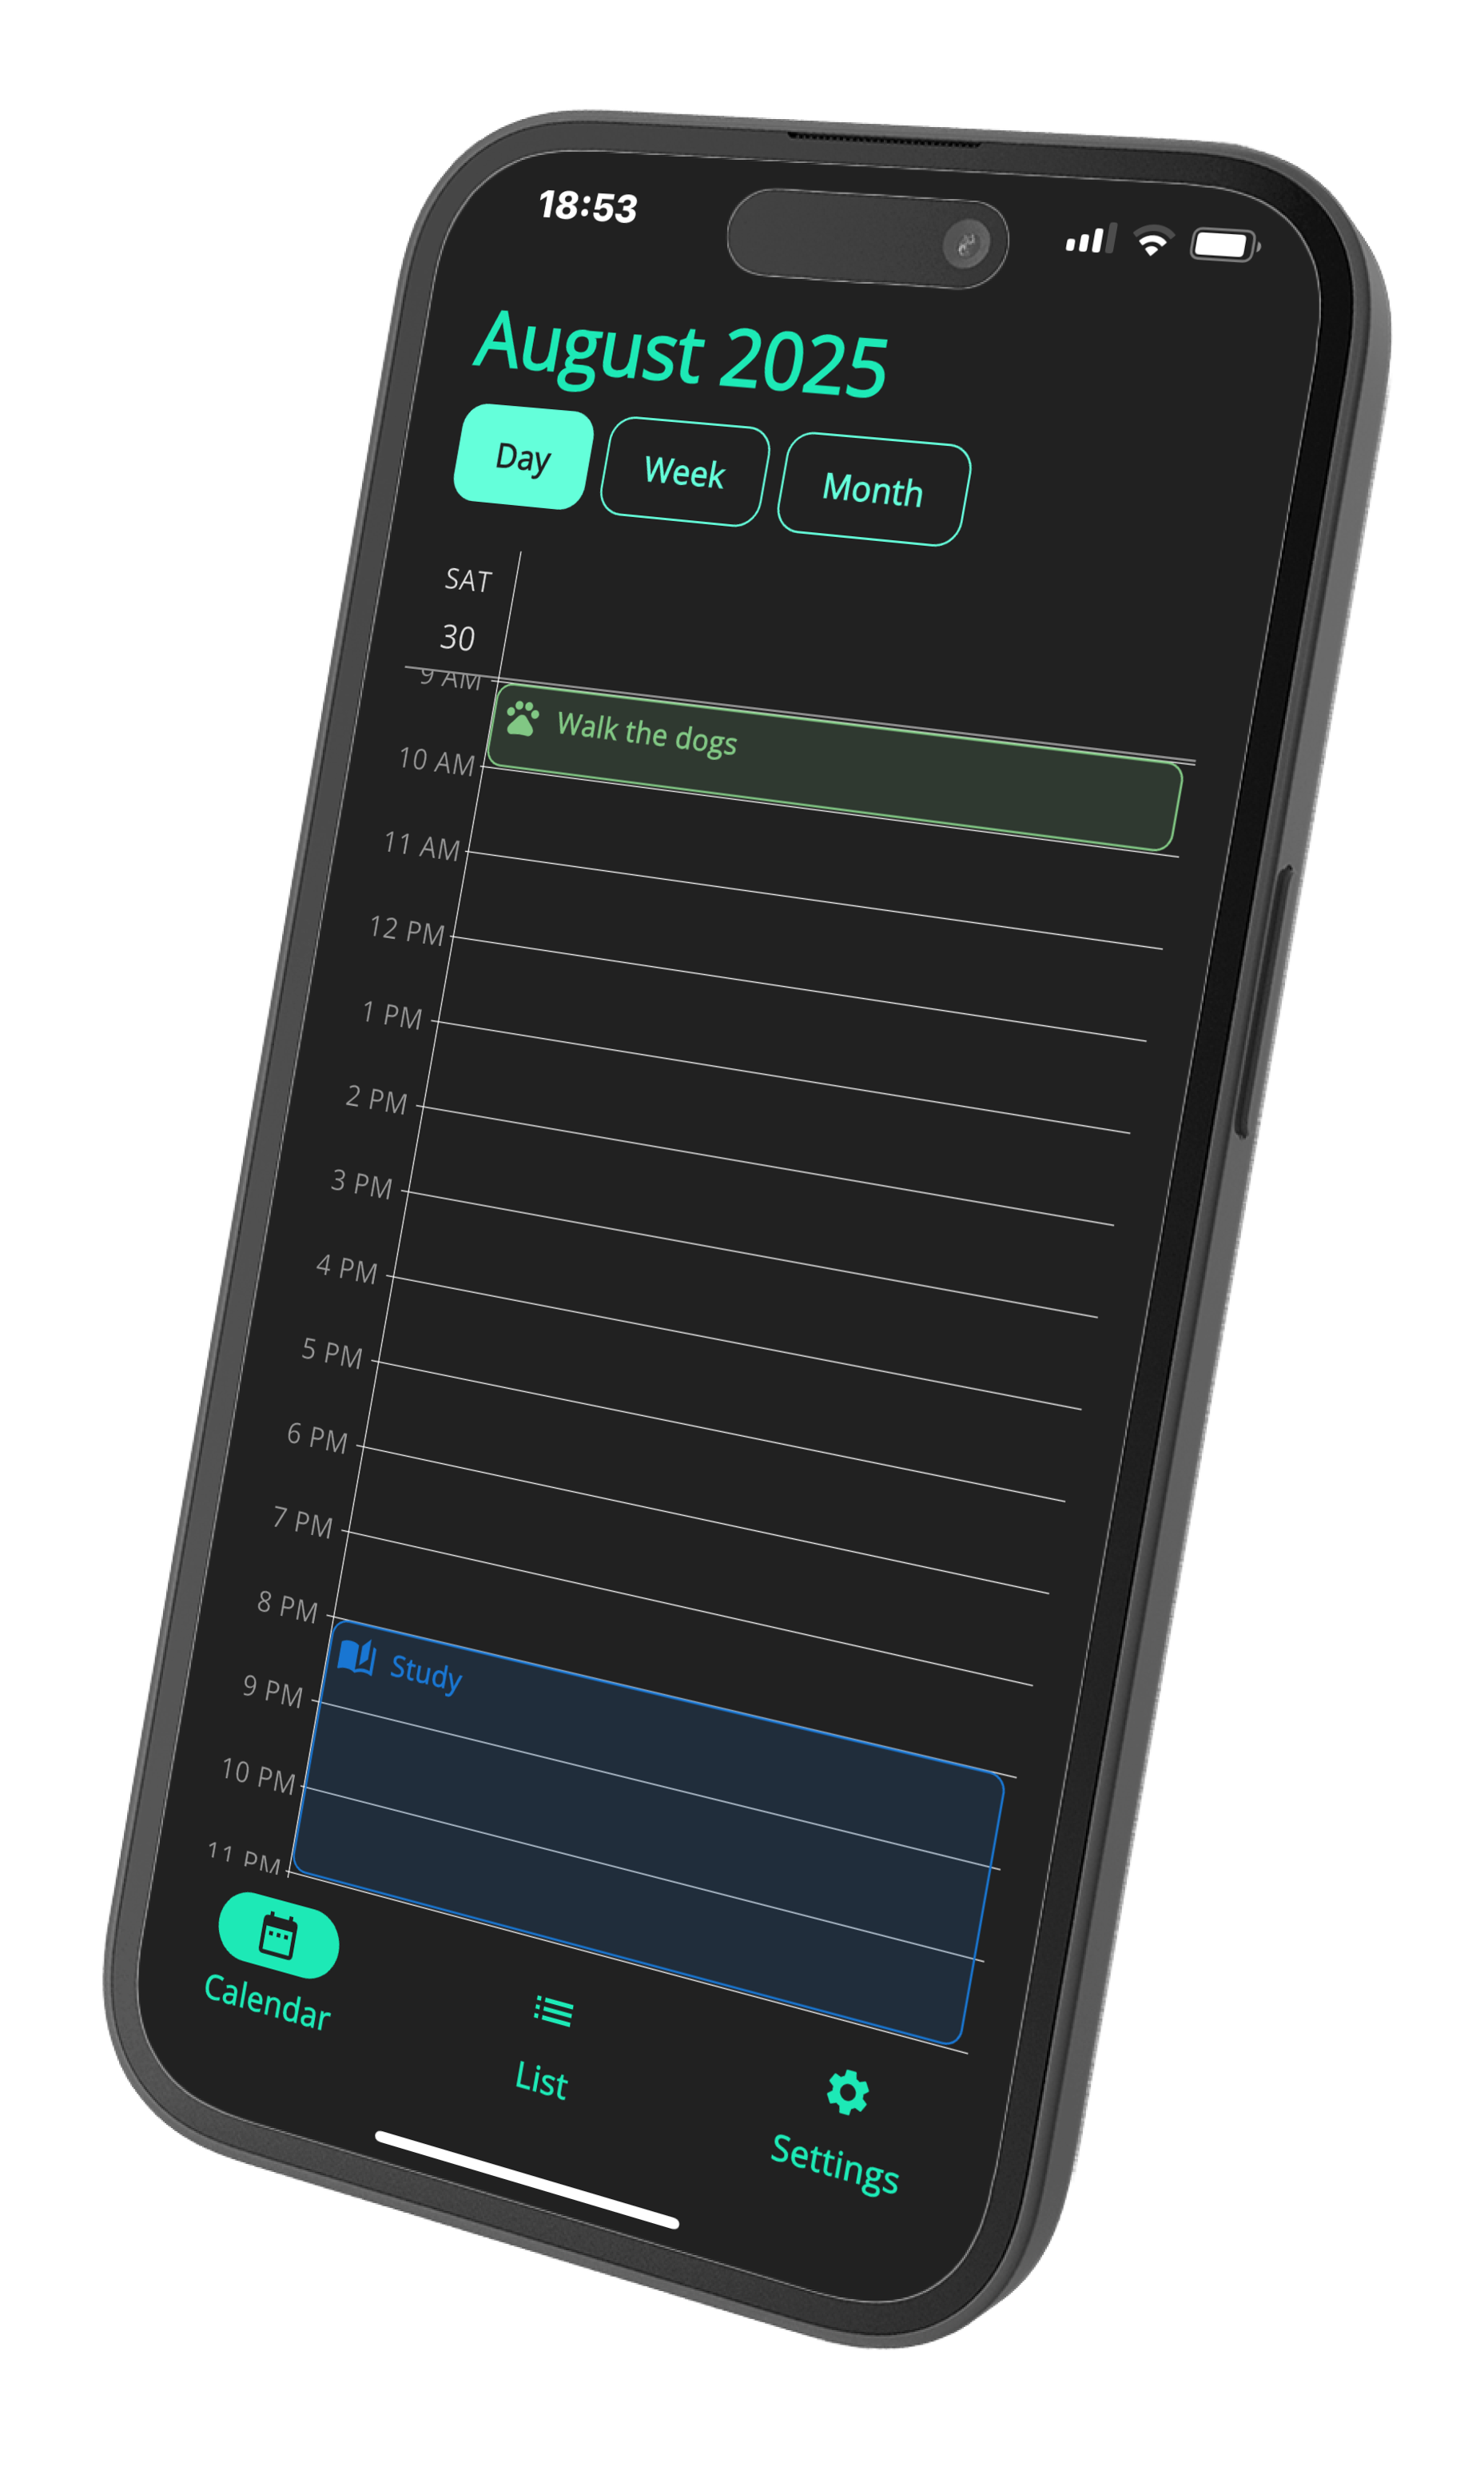 18:53
August 2025
Day Week Month
SAT
30
9 AM
Walk the dogs
10 AM
11 AM
12 PM
1 PM
2 PM
3 PM
4 PM
5 PM
6 PM
7 PM
8 PM
Study
9 PM
10 PM
11 PM
Calendar
List
Settings